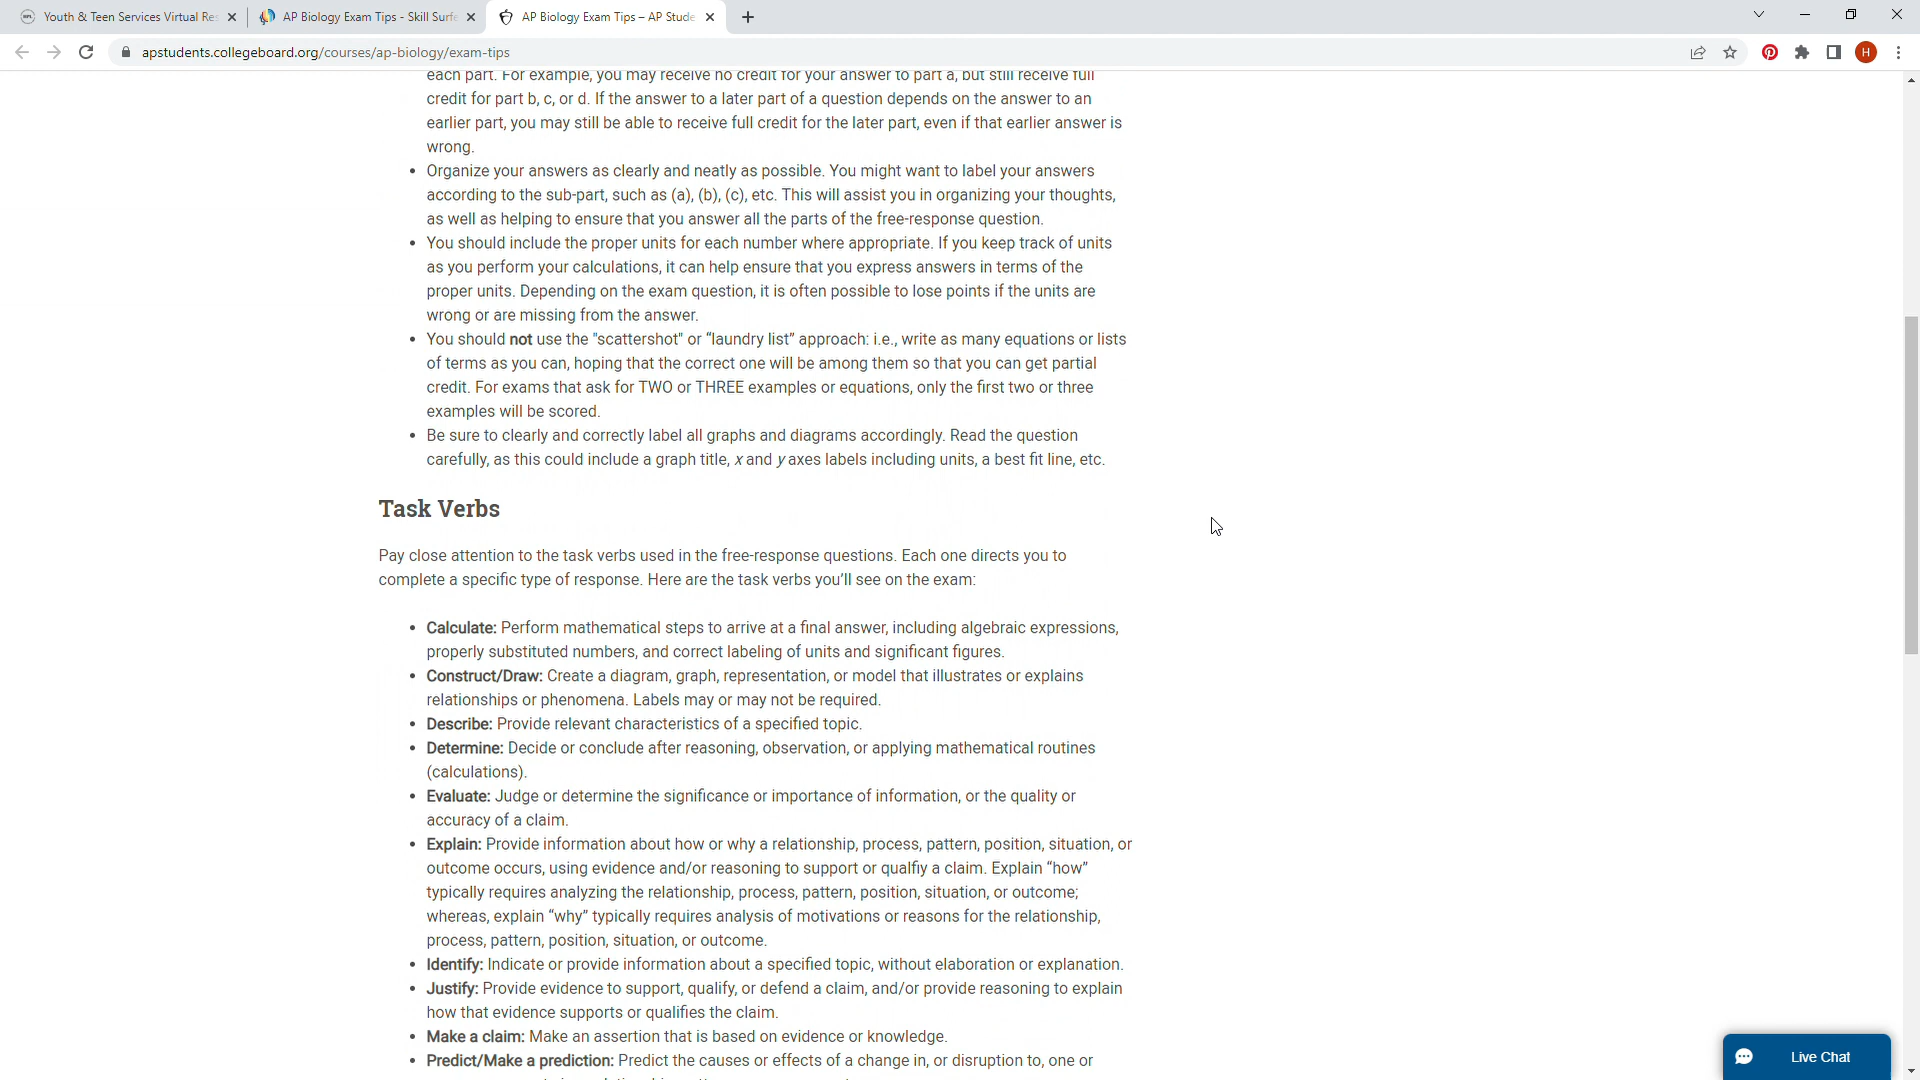 Youth & Teen Services Virtual Res
AP Biology Exam Tips - Skill Surfe
AP Biology Exam Tips – AP Stude
apstudents.collegeboard.org/courses/ap-biology/exam-tips
H
each part. For example, you may receive no credit for your answer to part a, but still receive full
credit for part b, c, or d. If the answer to a later part of a question depends on the answer to an
earlier part, you may still be able to receive full credit for the later part, even if that earlier answer is
wrong.
• Organize your answers as clearly and neatly as possible. You might want to label your answers
according to the sub-part, such as (a), (b), (c), etc. This will assist you in organizing your thoughts,
as well as helping to ensure that you answer all the parts of the free-response question.
• You should include the proper units for each number where appropriate. If you keep track of units
as you perform your calculations, it can help ensure that you express answers in terms of the
proper units. Depending on the exam question, it is often possible to lose points if the units are
wrong or are missing from the answer.
• You should not use the "scattershot" or “laundry list” approach: i.e., write as many equations or lists
of terms as you can, hoping that the correct one will be among them so that you can get partial
credit. For exams that ask for TWO or THREE examples or equations, only the first two or three
examples will be scored.
• Be sure to clearly and correctly label all graphs and diagrams accordingly. Read the question
carefully, as this could include a graph title, x and y axes labels including units, a best fit line, etc.
Task Verbs
Pay close attention to the task verbs used in the free-response questions. Each one directs you to
complete a specific type of response. Here are the task verbs you’ll see on the exam:
• Calculate: Perform mathematical steps to arrive at a final answer, including algebraic expressions,
properly substituted numbers, and correct labeling of units and significant figures.
• Construct/Draw: Create a diagram, graph, representation, or model that illustrates or explains
relationships or phenomena. Labels may or may not be required.
• Describe: Provide relevant characteristics of a specified topic.
• Determine: Decide or conclude after reasoning, observation, or applying mathematical routines
(calculations).
• Evaluate: Judge or determine the significance or importance of information, or the quality or
accuracy of a claim.
• Explain: Provide information about how or why a relationship, process, pattern, position, situation, or
outcome occurs, using evidence and/or reasoning to support or qualfiy a claim. Explain “how”
typically requires analyzing the relationship, process, pattern, position, situation, or outcome;
whereas, explain “why” typically requires analysis of motivations or reasons for the relationship,
process, pattern, position, situation, or outcome.
• Identify: Indicate or provide information about a specified topic, without elaboration or explanation.
• Justify: Provide evidence to support, qualify, or defend a claim, and/or provide reasoning to explain
how that evidence supports or qualifies the claim.
• Make a claim: Make an assertion that is based on evidence or knowledge.
• Predict/Make a prediction: Predict the causes or effects of a change in, or disruption to, one or
Live Chat